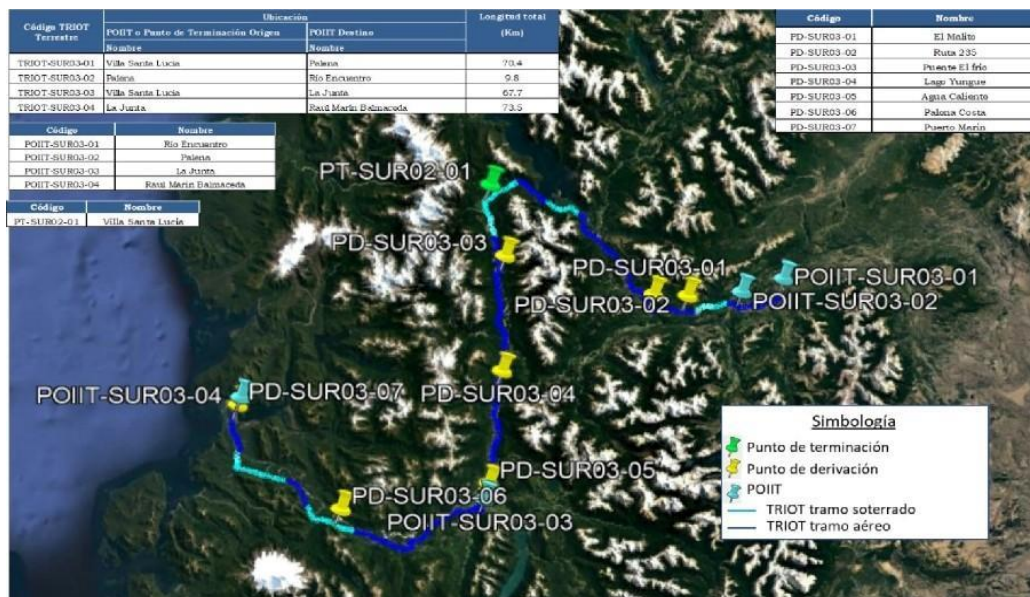 Código TRIOT Terrestre | Ubicación | Longitud total (Km)
POIIT o Punto de Terminación Origen | POIIT Destino
Nombre | Nombre
TRIOT-SUR03-01 | Villa Santa Lucía | Palena | 70.4
TRIOT-SUR03-02 | Palena | Río Encuentro | 9.8
TRIOT-SUR03-03 | Villa Santa Lucía | La Junta | 67.7
TRIOT-SUR03-04 | La Junta | Raúl Marín Balmaceda | 73.5
Código | Nombre
PD-SUR03-01 | El Malito
PD-SUR03-02 | Ruta 235
PD-SUR03-03 | Puente El frío
PD-SUR03-04 | Lago Yungue
PD-SUR03-05 | Agua Caliente
PD-SUR03-06 | Palena Costa
PD-SUR03-07 | Puerto Marín
Código | Nombre
POIIT-SUR03-01 | Río Encuentro
POIIT-SUR03-02 | Palena
POIIT-SUR03-03 | La Junta
POIIT-SUR03-04 | Raúl Marín Balmaceda
Código | Nombre
PT-SUR02-01 | Villa Santa Lucía
PT-SUR02-01
PD-SUR03-03
PD-SUR03-01
POIIT-SUR03-01
PD-SUR03-02
POIIT-SUR03-02
POIIT-SUR03-04
PD-SUR03-07
PD-SUR03-04
PD-SUR03-05
PD-SUR03-06
POIIT-SUR03-03
Simbología
Punto de terminación
Punto de derivación
POIIT
TRIOT tramo soterrado
TRIOT tramo aéreo